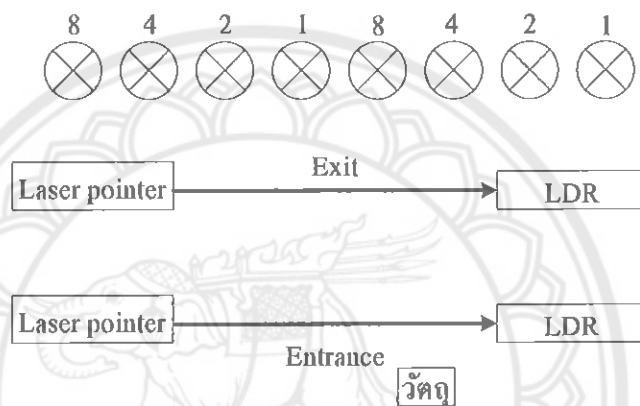 8 4 2 1 8 4 2 1
Exit
Laser pointer LDR
Laser pointer LDR
Entrance
วัตถุ